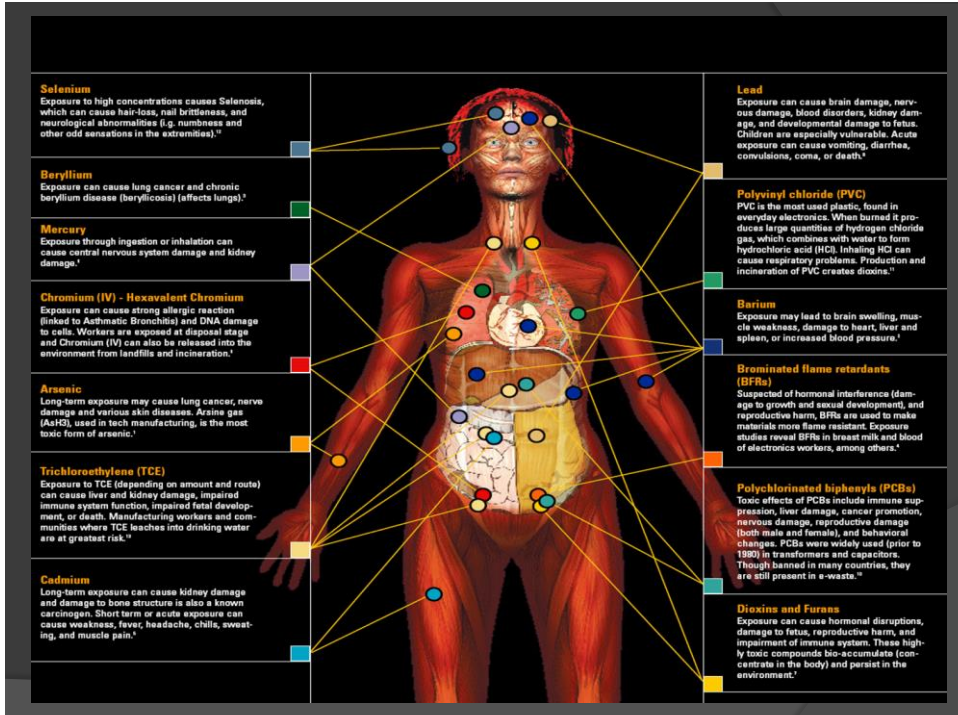 Selenium
Exposure to high concentrations causes Selenosis,
which can cause hair-loss, nail brittleness, and
neurological abnormalities (i.g. numbness and
other odd sensations in the extremities).¹²
Beryllium
Exposure can cause lung cancer and chronic
beryllium disease (beryllicosis) (affects lungs).
Mercury
Exposure through ingestion or inhalation can
cause central nervous system damage and kidney
damage.
Chromium (IV) - Hexavalent Chromium
Exposure can cause strong allergic reaction
(linked to Asthmatic Bronchitis) and DNA damage
to cells. Workers are exposed at disposal stage
and Chromium (IV) can also be released into the
environment from landfills and incineration.
Arsenic
Long-term exposure may cause lung cancer, nerve
damage and various skin diseases. Arsine gas
(AsH3), used in tech manufacturing, is the most
toxic form of arsenic.¹
Trichloroethylene (TCE)
Exposure to TCE (depending on amount and route)
can cause liver and kidney damage, impaired
immune system function, impaired fetal develop-
ment, or death. Manufacturing workers and com-
munities where TCE leaches into drinking water
are at greatest risk.¹³
Cadmium
Long-term exposure can cause kidney damage
and damage to bone structure is also a known
carcinogen. Short term or acute exposure can
cause weakness, fever, headache, chills, sweat-
ing, and muscle pain.
Lead
Exposure can cause brain damage, nerv-
ous damage, blood disorders, kidney dam-
age, and developmental damage to fetus.
Children are especially vulnerable. Acute
exposure can cause vomiting, diarrhea,
convulsions, coma, or death.
Polyvinyl chloride (PVC)
PVC is the most used plastic, found in
everyday electronics. When burned it pro-
duces large quantities of hydrogen chloride
gas, which combines with water to form
hydrochloric acid (HCl). Inhaling HCl can
cause respiratory problems. Production and
incineration of PVC creates dioxins.¹¹
Barium
Exposure may lead to brain swelling, mus-
cle weakness, damage to heart, liver and
spleen, or increased blood pressure.
Brominated flame retardants
(BFRs)
Suspected of hormonal interference (dam-
age to growth and sexual development), and
reproductive harm, BFRs are used to make
materials more flame resistant. Exposure
studies reveal BFRs in breast milk and blood
of electronics workers, among others.
Polychlorinated biphenyls (PCBs)
Toxic effects of PCBs include immune sup-
pression, liver damage, cancer promotion,
nervous damage, reproductive damage
(both male and female), and behavioral
changes. PCBs were widely used (prior to
1980) in transformers and capacitors.
Though banned in many countries, they
are still present in e-waste.¹⁰
Dioxins and Furans
Exposure can cause hormonal disruptions,
damage to fetus, reproductive harm, and
impairment of immune system. These high-
ly toxic compounds bio-accumulate (con-
centrate in the body) and persist in the
environment.